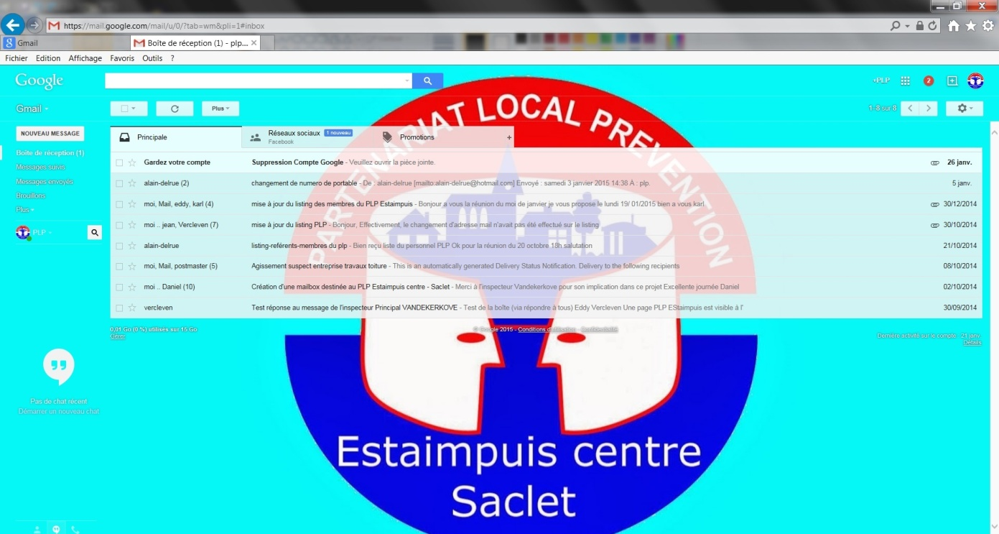 https://mail.google.com/mail/u/0/?tab=wm&pli=1#inbox
Gmail
Boîte de réception (1) - plp....
Fichier Edition Affichage Favoris Outils ?
Google
+PLP
2
Gmail
Plus
1–8 sur 8
NOUVEAU MESSAGE
Principale
Réseaux sociaux 1 nouveau
Facebook
Promotions
+
Boîte de réception (1)
Messages suivis
Messages envoyés
Brouillons
Plus
PLP
Gardez votre compte Suppression Compte Google - Veuillez ouvrir la pièce jointe. 26 janv.
alain-delrue (2) changement de numero de portable - De : alain-delrue [mailto:alain-delrue@hotmail.com] Envoyé : samedi 3 janvier 2015 14:38 À : plp. 5 janv.
moi, Mail, eddy, karl (4) mise à jour du listing des membres du PLP Estaimpuis - Bonjour a vous la réunion du moi de janvier je vous propose le lundi 19/ 01/2015 bien a vous karl 30/12/2014
moi .. jean, Vercleven (7) mise à jour du listing PLP - Bonjour, Effectivement, le changement d'adresse mail n'avait pas été effectué sur le listing 30/10/2014
alain-delrue listing-reférents-membres du plp - Bien reçu liste du personnel PLP Ok pour la réunion du 20 octobre 18h salutation 21/10/2014
moi, Mail, postmaster (5) Agissement suspect entreprise travaux toiture - This is an automatically generated Delivery Status Notification. Delivery to the following recipients 08/10/2014
moi .. Daniel (10) Création d'une mailbox destinée au PLP Estaimpuis centre - Saclet - Merci à l'inspecteur Vandekerkove pour son implication dans ce projet Excellente journée Daniel 02/10/2014
vercleven Test réponse au message de l'inspecteur Principal VANDEKERKOVE - Test de la boîte (via répondre à tous) Eddy Vercleven Une page PLP EStaimpuis est visible à l' 30/09/2014
0,01 Go (0 %) utilisés sur 15 Go
Gérer
© Google 2015 - Conditions d'utilisation - Confidentialité
Dernière activité sur le compte : 21 janv.
Détails
Pas de chat récent
Démarrer un nouveau chat
PARTENARIAT LOCAL PREVENTION
Estaimpuis centre
Saclet